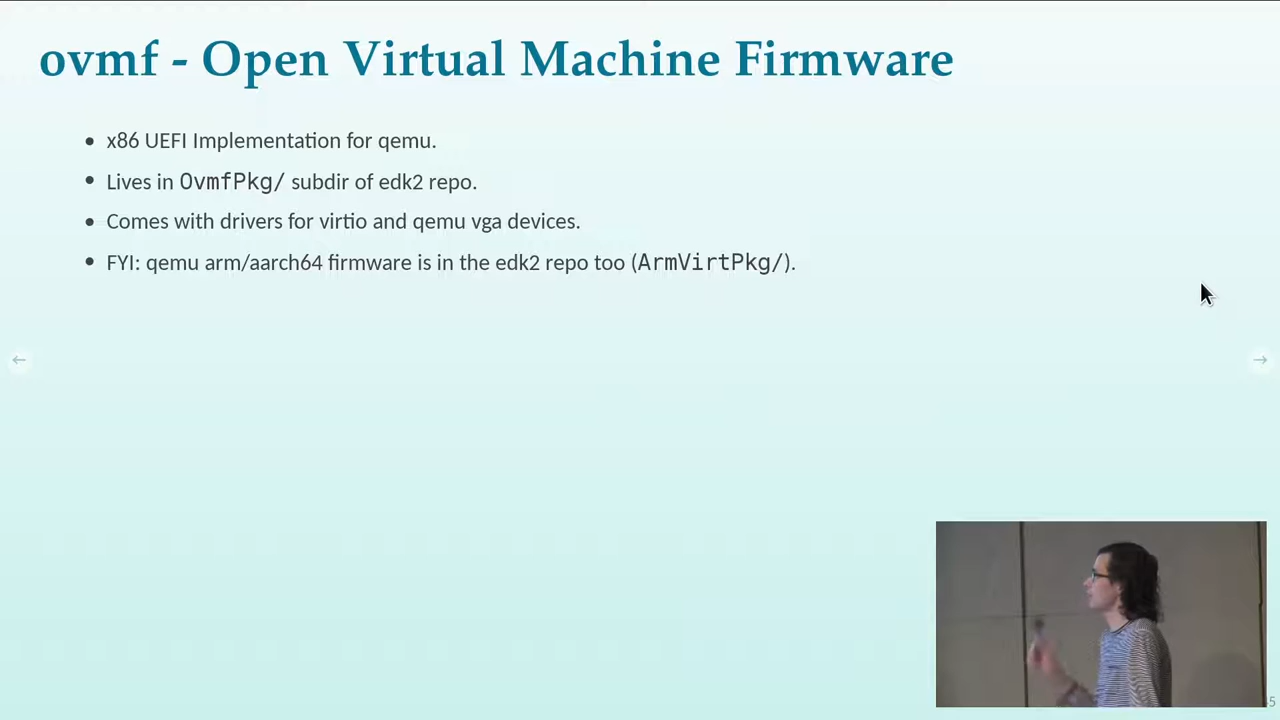 ovmf - Open Virtual Machine Firmware
• x86 UEFI Implementation for qemu.
• Lives in OvmfPkg/ subdir of edk2 repo.
• Comes with drivers for virtio and qemu vga devices.
• FYI: qemu arm/aarch64 firmware is in the edk2 repo too (ArmVirtPkg/).
5